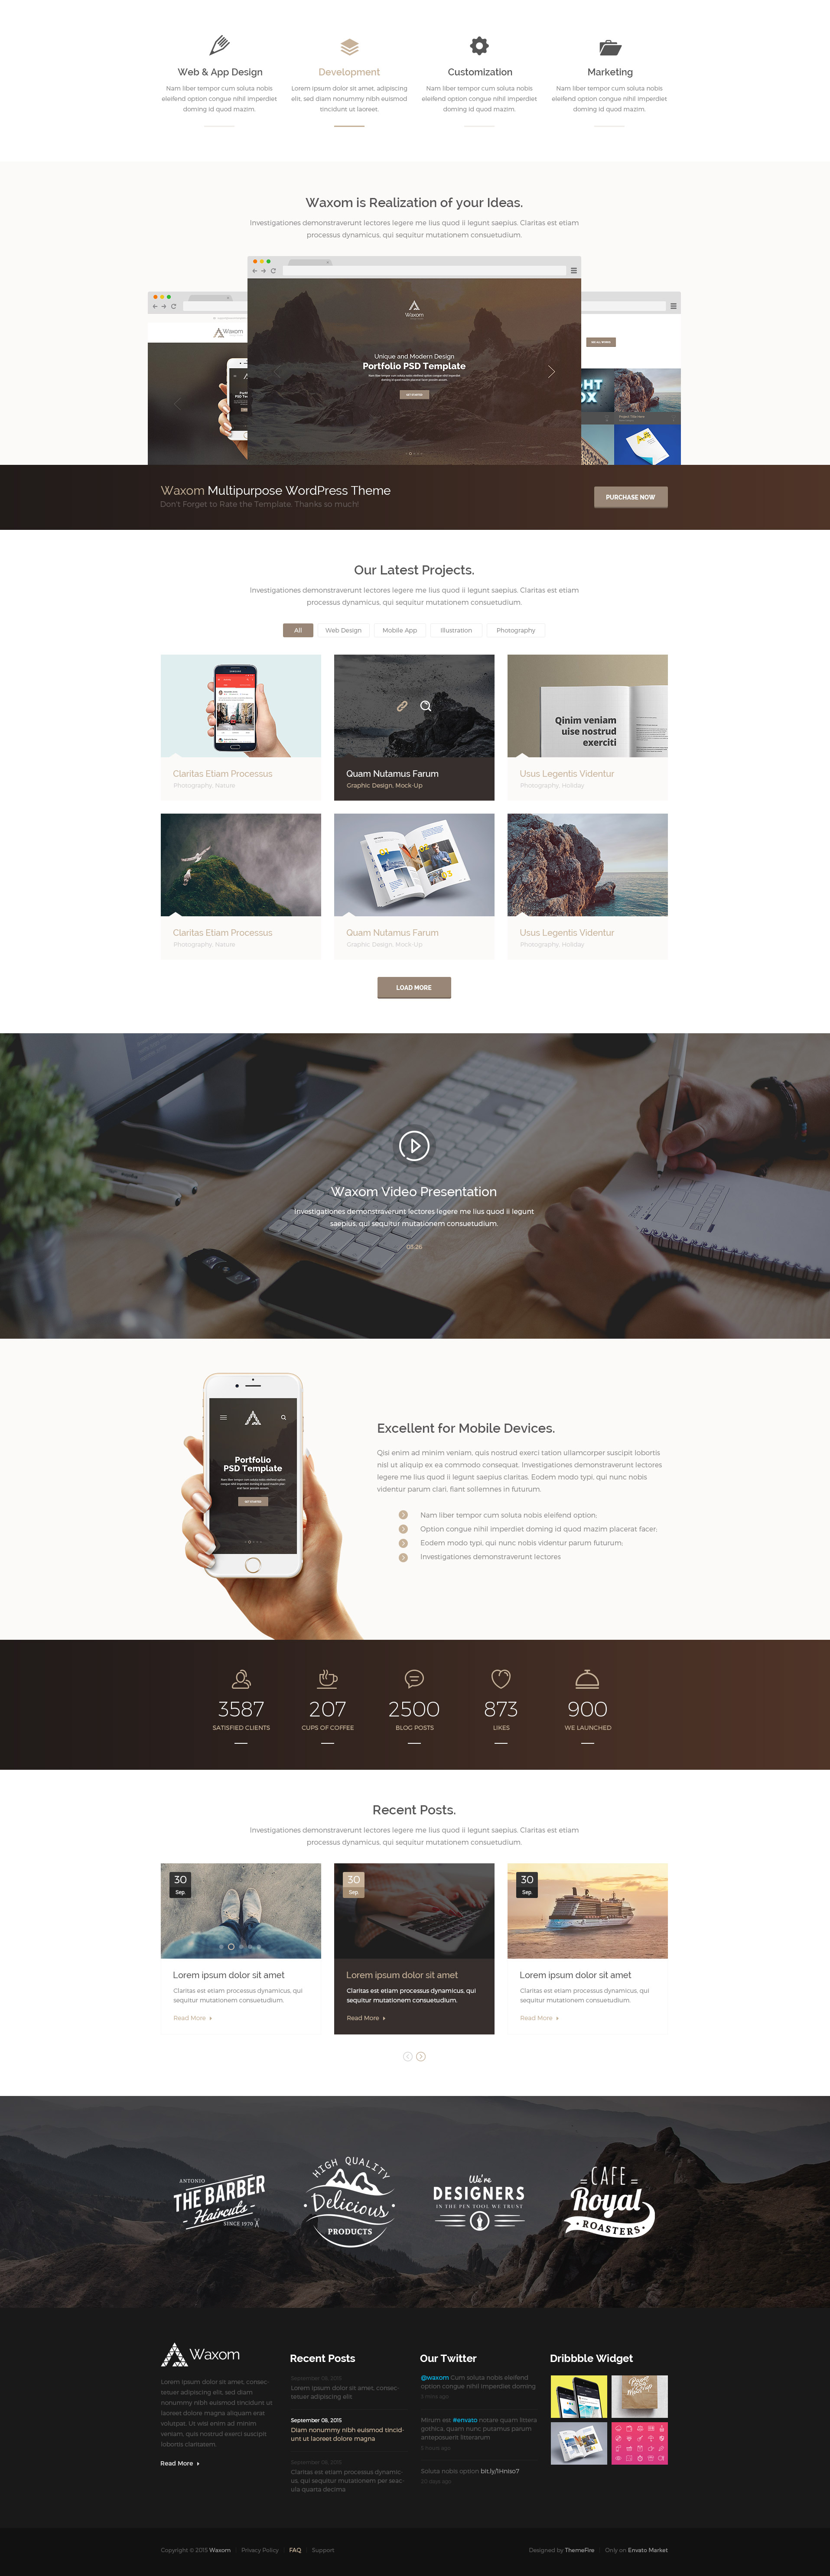 Web & App Design
Nam liber tempor cum soluta nobis
eleifend option congue nihil imperdiet
doming id quod mazim.
Development
Lorem ipsum dolor sit amet, adipiscing
elit, sed diam nonummy nibh euismod
tincidunt ut laoreet.
Customization
Nam liber tempor cum soluta nobis
eleifend option congue nihil imperdiet
doming id quod mazim.
Marketing
Nam liber tempor cum soluta nobis
eleifend option congue nihil imperdiet
doming id quod mazim.
Waxom is Realization of your Ideas.
Investigationes demonstraverunt lectores legere me lius quod ii legunt saepius. Claritas est etiam
processus dynamicus, qui sequitur mutationem consuetudium.
Waxom
Waxom
Unique and Modern Design
Portfolio PSD Template
Waxom Multipurpose WordPress Theme
Don't Forget to Rate the Template. Thanks so much!
PURCHASE NOW
Our Latest Projects.
Investigationes demonstraverunt lectores legere me lius quod ii legunt saepius. Claritas est etiam
processus dynamicus, qui sequitur mutationem consuetudium.
All
Web Design
Mobile App
Illustration
Photography
Qinim veniam
uise nostrud
exerciti
Claritas Etiam Processus
Photography, Nature
Quam Nutamus Farum
Graphic Design, Mock-Up
Usus Legentis Videntur
Photography, Holiday
01
02
03
Claritas Etiam Processus
Photography, Nature
Quam Nutamus Farum
Graphic Design, Mock-Up
Usus Legentis Videntur
Photography, Holiday
LOAD MORE
Waxom Video Presentation
Investigationes demonstraverunt lectores legere me lius quod ii legunt
saepius, qui sequitur mutationem consuetudium.
03.26
Portfolio
PSD Template
Excellent for Mobile Devices.
Qisi enim ad minim veniam, quis nostrud exerci tation ullamcorper suscipit lobortis
nisl ut aliquip ex ea commodo consequat. Investigationes demonstraverunt lectores
legere me lius quod ii legunt saepius claritas. Eodem modo typi, qui nunc nobis
videntur parum clari, fiant sollemnes in futurum.
Nam liber tempor cum soluta nobis eleifend option;
Option congue nihil imperdiet doming id quod mazim placerat facer;
Eodem modo typi, qui nunc nobis videntur parum futurum;
Investigationes demonstraverunt lectores
3587
SATISFIED CLIENTS
207
CUPS OF COFFEE
2500
BLOG POSTS
873
LIKES
900
WE LAUNCHED
Recent Posts.
Investigationes demonstraverunt lectores legere me lius quod ii legunt saepius. Claritas est etiam
processus dynamicus, qui sequitur mutationem consuetudium.
30
Sep.
Lorem ipsum dolor sit amet
Claritas est etiam processus dynamicus, qui
sequitur mutationem consuetudium.
Read More
30
Sep.
Lorem ipsum dolor sit amet
Claritas est etiam processus dynamicus, qui
sequitur mutationem consuetudium.
Read More
30
Sep.
Lorem ipsum dolor sit amet
Claritas est etiam processus dynamicus, qui
sequitur mutationem consuetudium.
Read More
ANTONIO
THE BARBER
Haircuts
SINCE 1970
HIGH QUALITY
Delicious
PRODUCTS
We're
DESIGNERS
IN THE PEN TOOL WE TRUST
CAFE
Royal
ROASTERS
Waxom
Lorem ipsum dolor sit amet, consec-
tetuer adipiscing elit, sed diam
nonummy nibh euismod tincidunt ut
laoreet dolore magna aliquam erat
volutpat. Ut wisi enim ad minim
veniam, quis nostrud exerci suscipit
lobortis claritatem.
Read More
Recent Posts
September 08, 2015
Lorem ipsum dolor sit amet, consec-
tetuer adipiscing elit
September 08, 2015
Diam nonummy nibh euismod tincid-
unt ut laoreet dolore magna
September 08, 2015
Claritas est etiam processus dynamic-
us, qui sequitur mutationem per seac-
ula quarta decima
Our Twitter
@waxom Cum soluta nobis eleifend
option congue nihil imperdiet doming
Mirum est #envato notare quam littera
gothica, quam nunc putamus parum
anteposuerit litterarum
5 hours ago
Soluta nobis option bit.ly/1Hniso7
Dribbble Widget
Copyright © 2015 Waxom
Privacy Policy
FAQ
Support
Designed by ThemeFire
Only on Envato Market